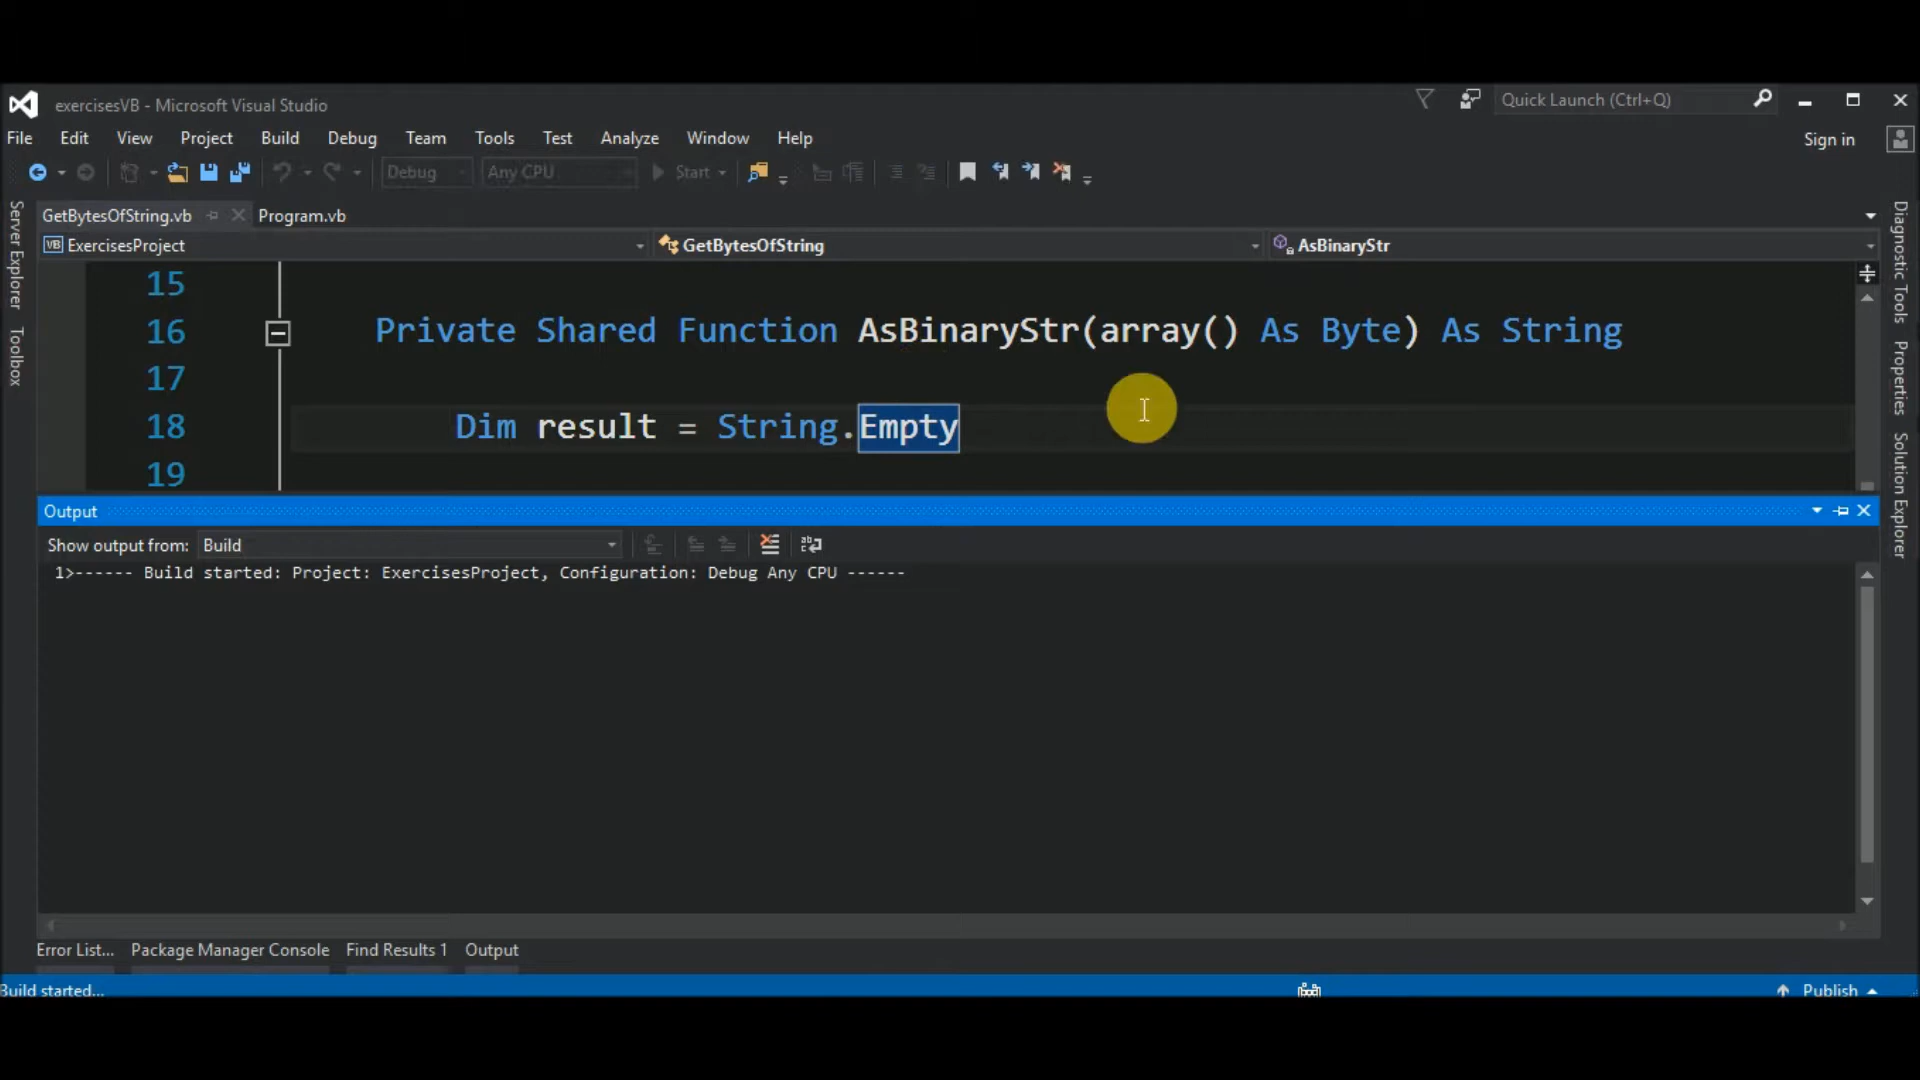 exercisesVB - Microsoft Visual Studio
Quick Launch (Ctrl+Q)
File Edit View Project Build Debug Team Tools Test Analyze Window Help
Sign in
Debug Any CPU Start
GetBytesOfString.vb Program.vb
VB ExercisesProject GetBytesOfString AsBinaryStr
15
16 Private Shared Function AsBinaryStr(array() As Byte) As String
17
18 Dim result = String.Empty
19
Output
Show output from: Build
1>------ Build started: Project: ExercisesProject, Configuration: Debug Any CPU ------
Error List... Package Manager Console Find Results 1 Output
Build started...
Publish
Server Explorer
Toolbox
Diagnostic Tools
Properties
Solution Explorer